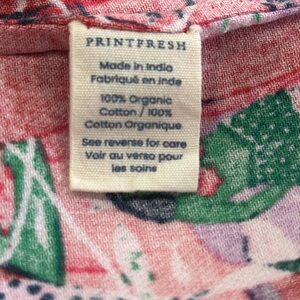 PRINTFRESH
Made in India
Fabriqué en Inde
100% Organic
Cotton / 100%
Cotton Organique
See reverse for care
Voir au verso pour
les soins